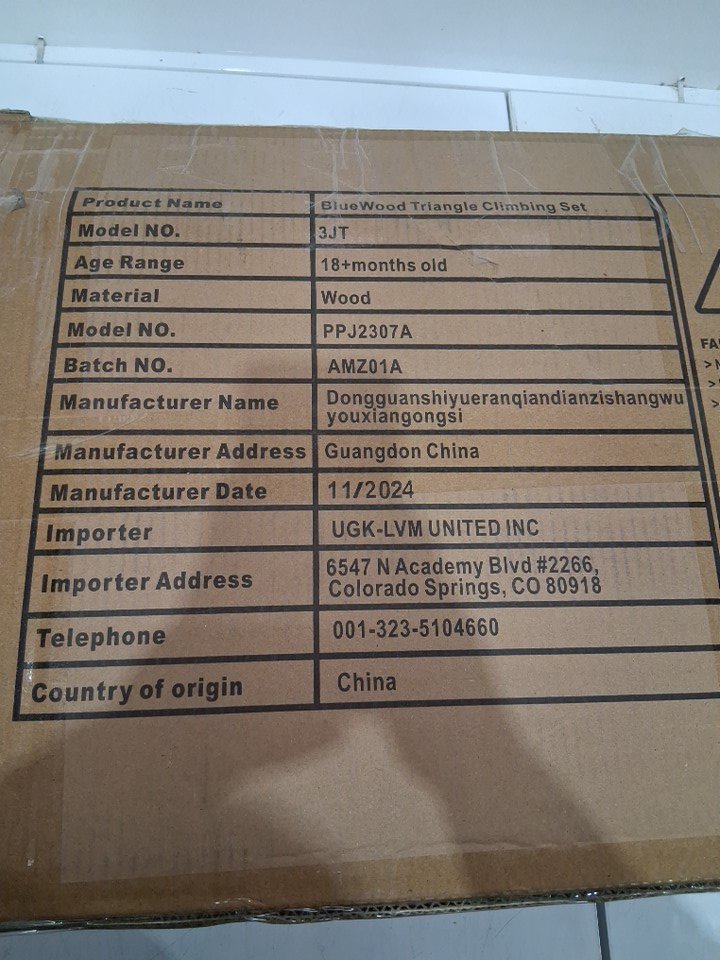 Product Name BlueWood Triangle Climbing Set
Model NO. 3JT
Age Range 18+months old
Material Wood
Model NO. PPJ2307A
Batch NO. AMZ01A
Manufacturer Name Dongguanshiyueranqiandianzishangwu
youxiangongsi
Manufacturer Address Guangdon China
Manufacturer Date 11/2024
Importer UGK-LVM UNITED INC
Importer Address 6547 N Academy Blvd #2266,
Colorado Springs, CO 80918
Telephone 001-323-5104660
Country of origin China
FA
>
>
>